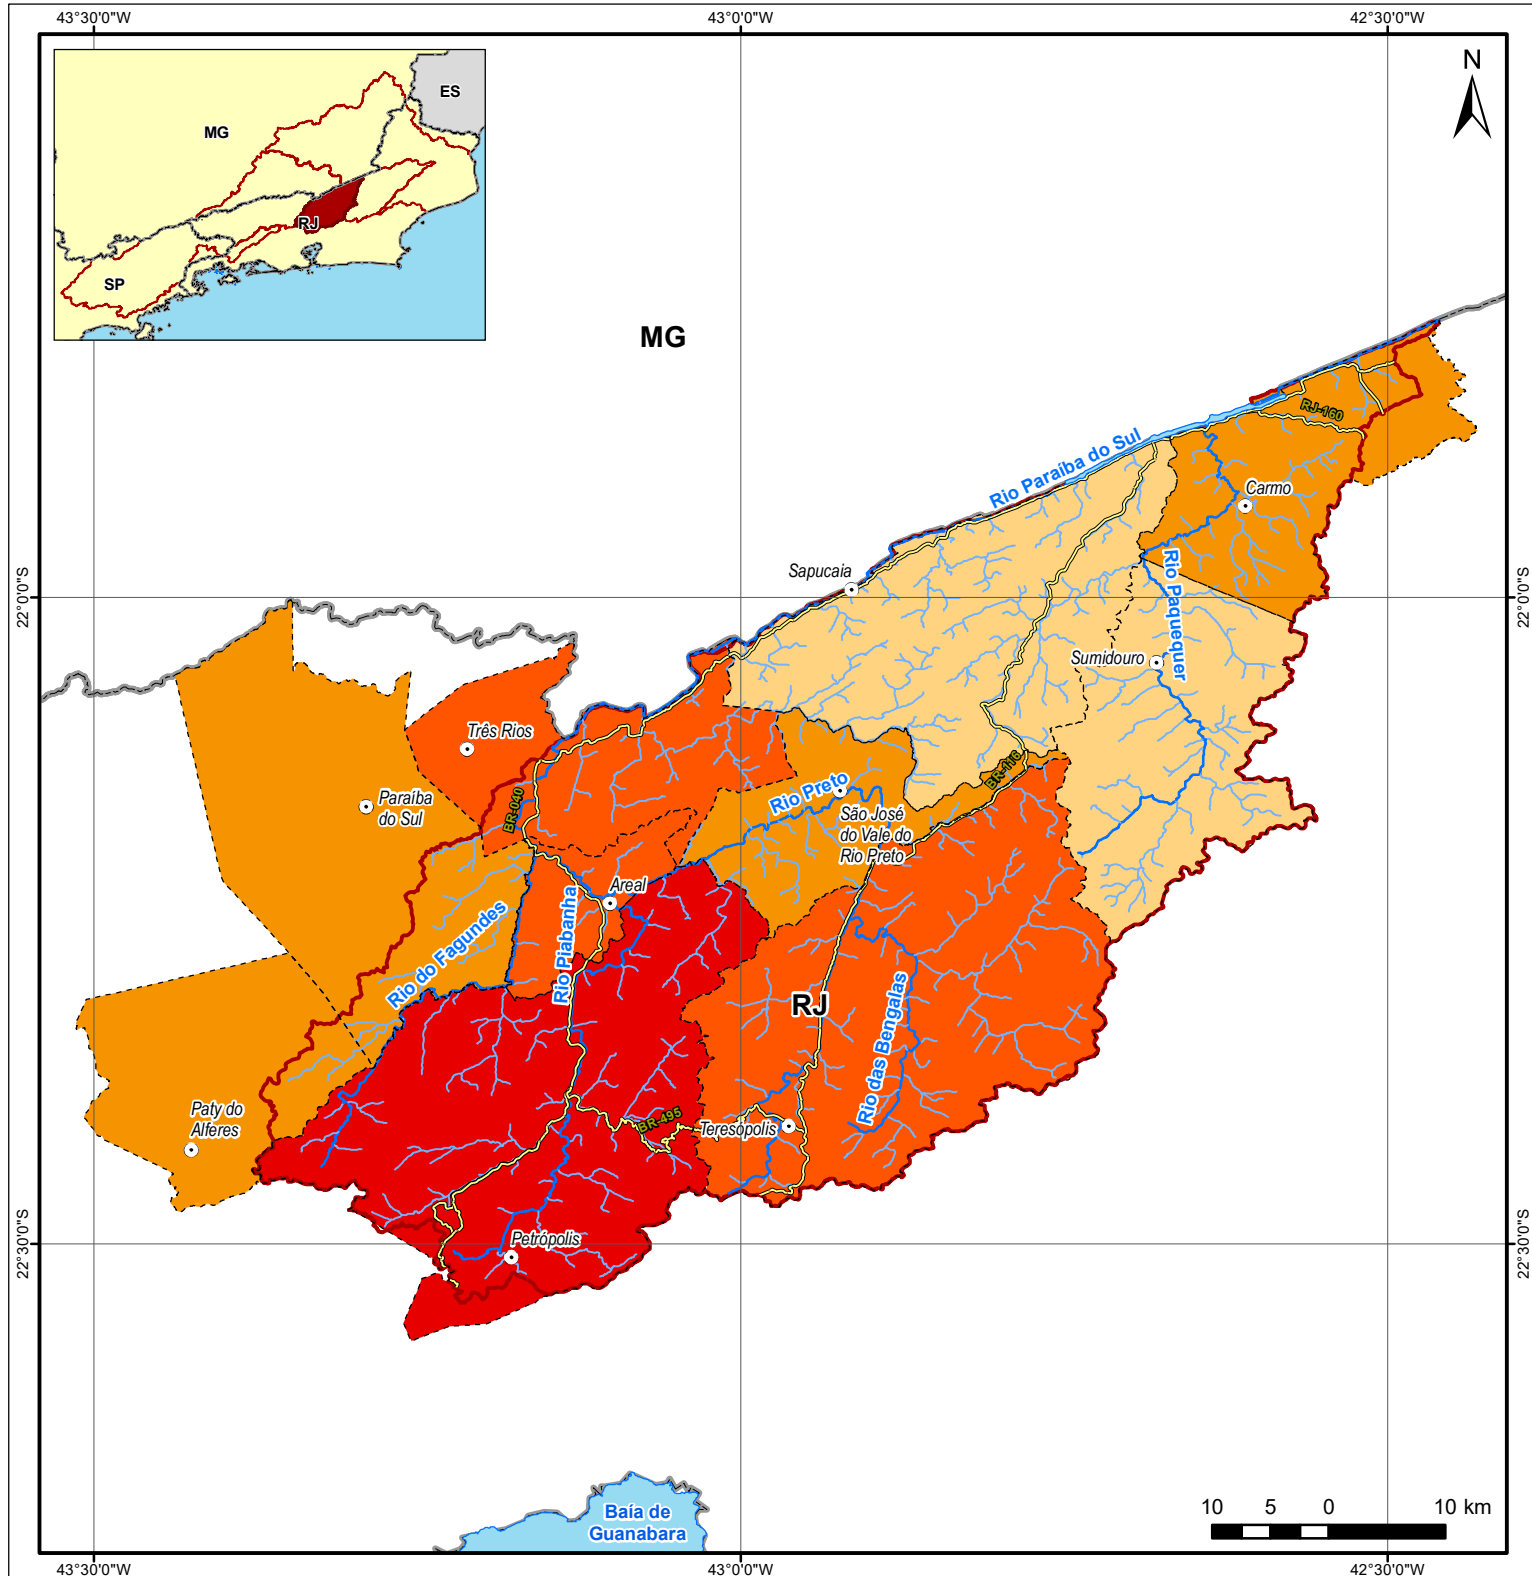 43°30'0"W
43°0'0"W
42°30'0"W
N
ES
MG
RJ
SP
MG
RJ-160
Rio Paraíba do Sul
Carmo
Rio Paquequer
Sapucaia
22°0'0"S
22°0'0"S
Sumidouro
Três Rios
BR-116
Rio Preto
BR-040
Paraíba
do Sul
São José
do Vale do
Rio Preto
Areal
Rio do Fagundes
Rio Piabanha
RJ
Rio das Bengalas
Paty do
Alferes
BR-495
Teresópolis
Petrópolis
22°30'0"S
22°30'0"S
Baía de
Guanabara
10 5 0 10 km
43°30'0"W
43°0'0"W
42°30'0"W